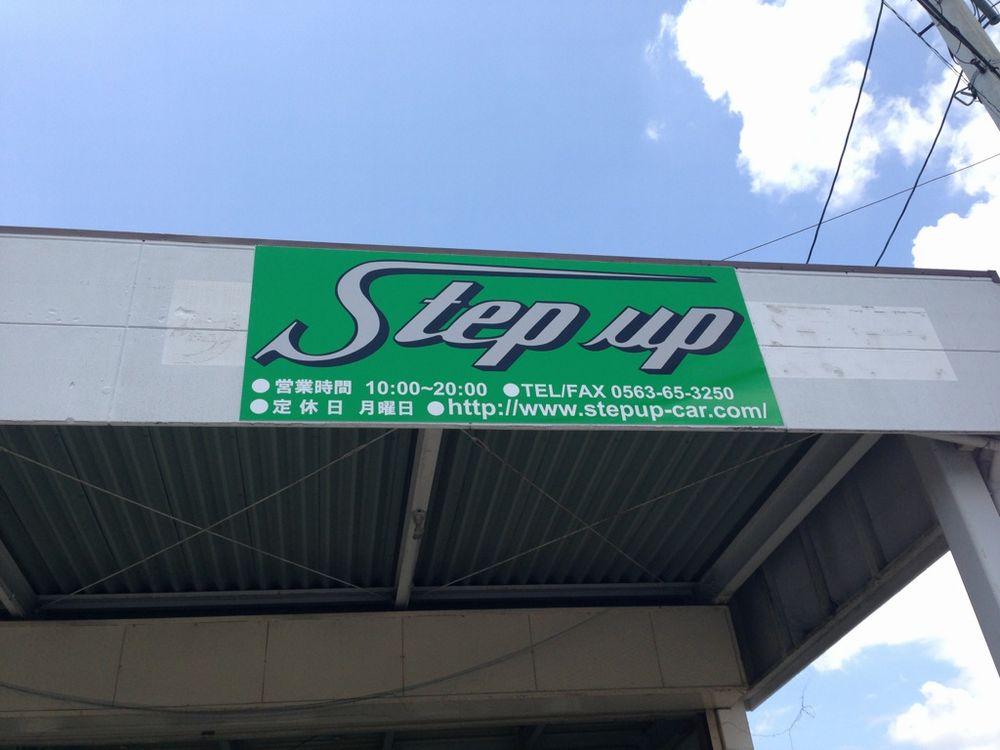 Step up
●営業時間 10:00~20:00 ●TEL/FAX 0563-65-3250
●定休日 月曜日 ●http://www.stepup-car.com/